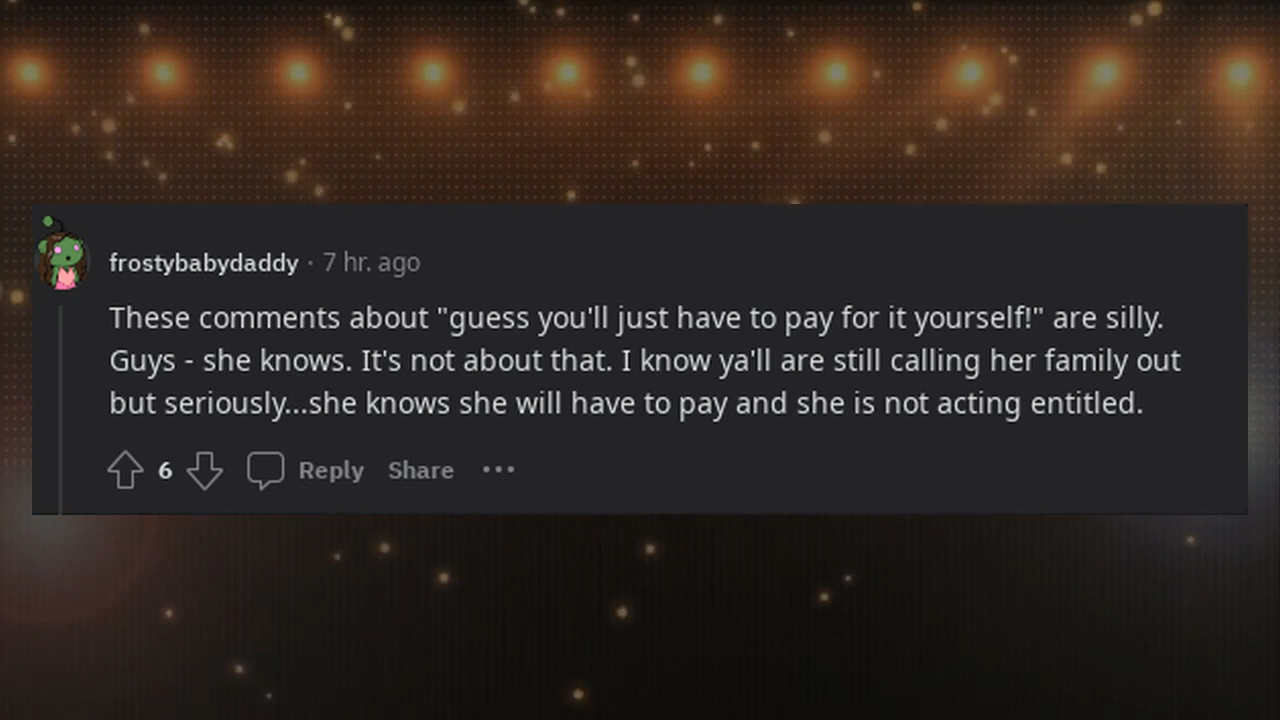 frostybabydaddy · 7 hr. ago
These comments about "guess you'll just have to pay for it yourself!" are silly.
Guys - she knows. It's not about that. I know ya'll are still calling her family out
but seriously...she knows she will have to pay and she is not acting entitled.
6 Reply Share ···